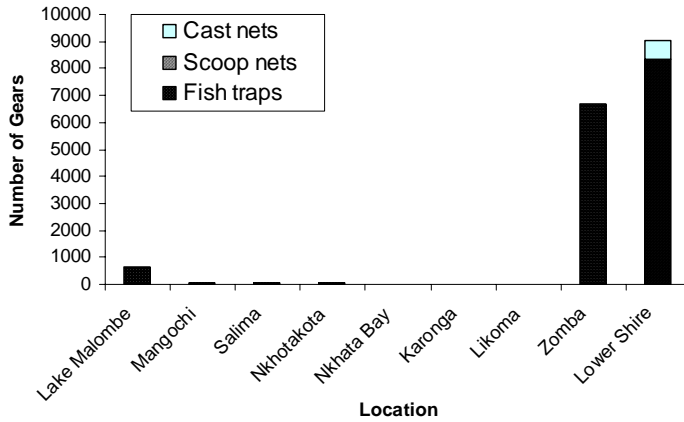 10000
9000
8000
7000
6000
5000
4000
3000
2000
1000
0
Number of Gears
Cast nets
Scoop nets
Fish traps
Lake Malombe
Mangochi
Salima
Nkhotakota
Nkhata Bay
Karonga
Likoma
Zomba
Lower Shire
Location